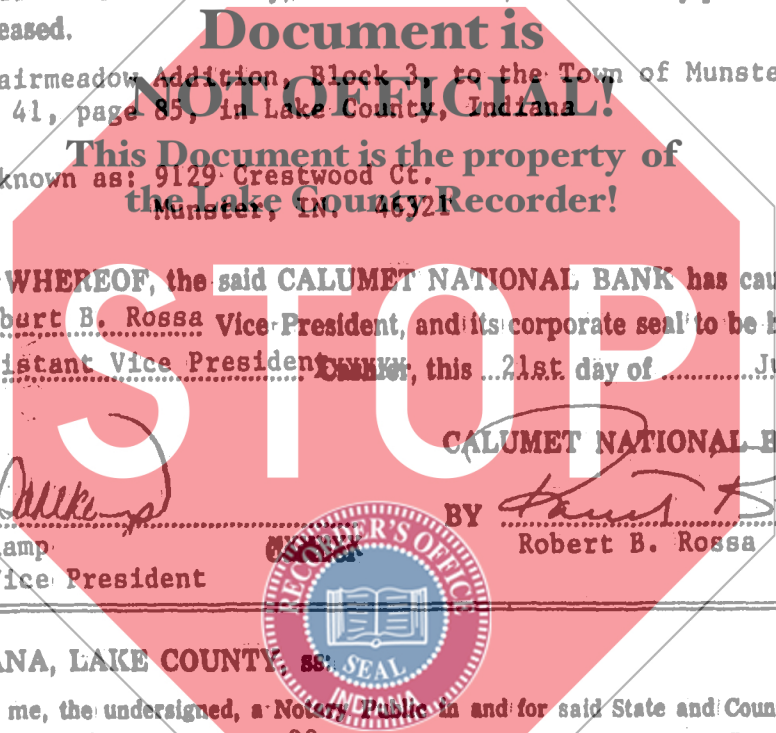 eased.
Document is
airmeadow Addition, Block 3, to the Town of Munste
NOT OFFICIAL!
41, page 85, in Lake County, Indiana
This Document is the property of
known as: 9129 Crestwood Ct.
the Lake County Recorder!
Munster, IN. 46321
WHEREOF, the said CALUMET NATIONAL BANK has cau
STOP
burt B. Rossa Vice-President, and its corporate seal to be h
istant Vice President Cashier, this 21st day of Ju
CALUMET NATIONAL B
BY
amp
Robert B. Rossa
ice President
RECORDER'S OFFICE
SEAL
INDIANA
ANA, LAKE COUNTY, ss:
me, the undersigned, a Notary Public in and for said State and Coun